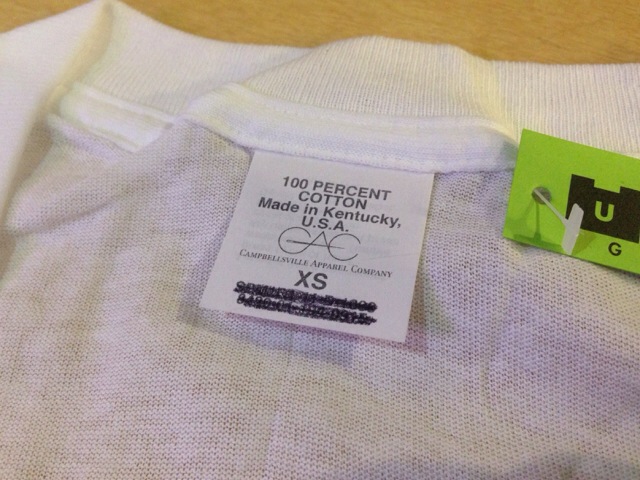 100 PERCENT
COTTON
Made in Kentucky,
U.S.A.
CAC
CAMPBELLSVILLE APPAREL COMPANY
XS
U
G